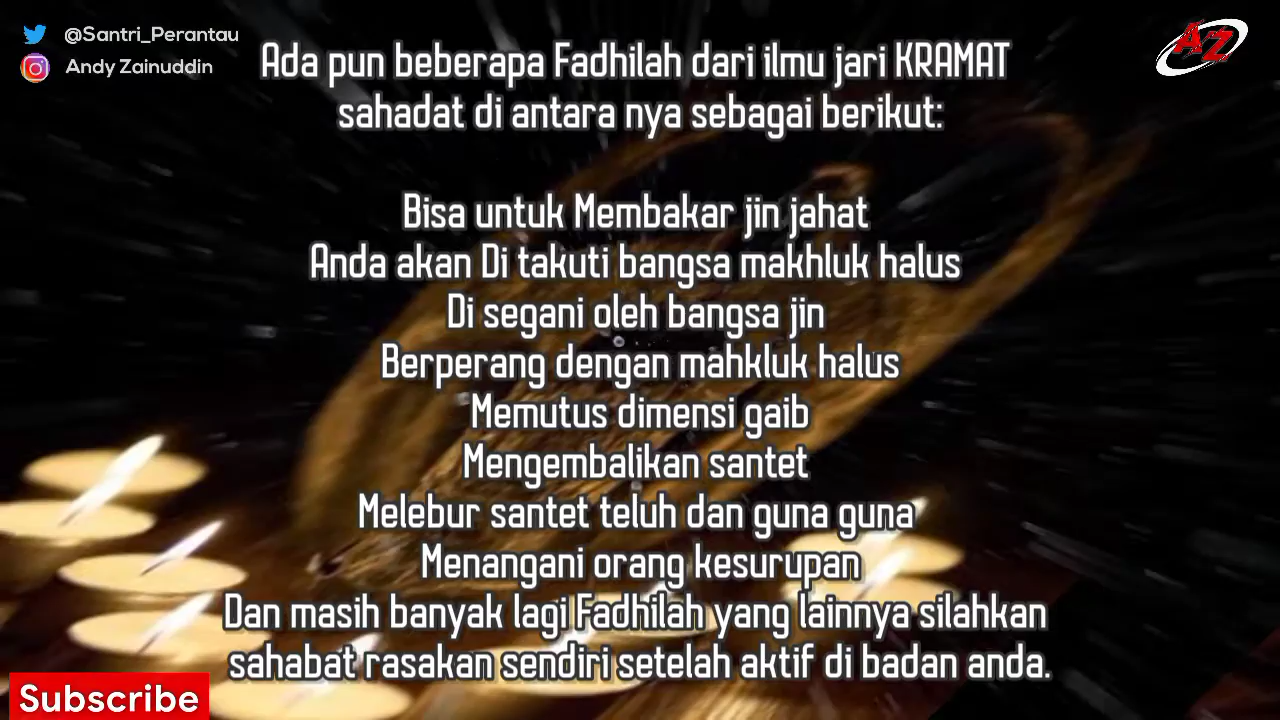 @Santri_Perantau
Andy Zainuddin
AZ
Ada pun beberapa Fadhilah dari ilmu jari KRAMAT
sahadat di antara nya sebagai berikut:
Bisa untuk Membakar jin jahat
Anda akan Di takuti bangsa makhluk halus
Di segani oleh bangsa jin
Berperang dengan mahkluk halus
Memutus dimensi gaib
Mengembalikan santet
Melebur santet teluh dan guna guna
Menangani orang kesurupan
Dan masih banyak lagi Fadhilah yang lainnya silahkan
sahabat rasakan sendiri setelah aktif di badan anda.
Subscribe